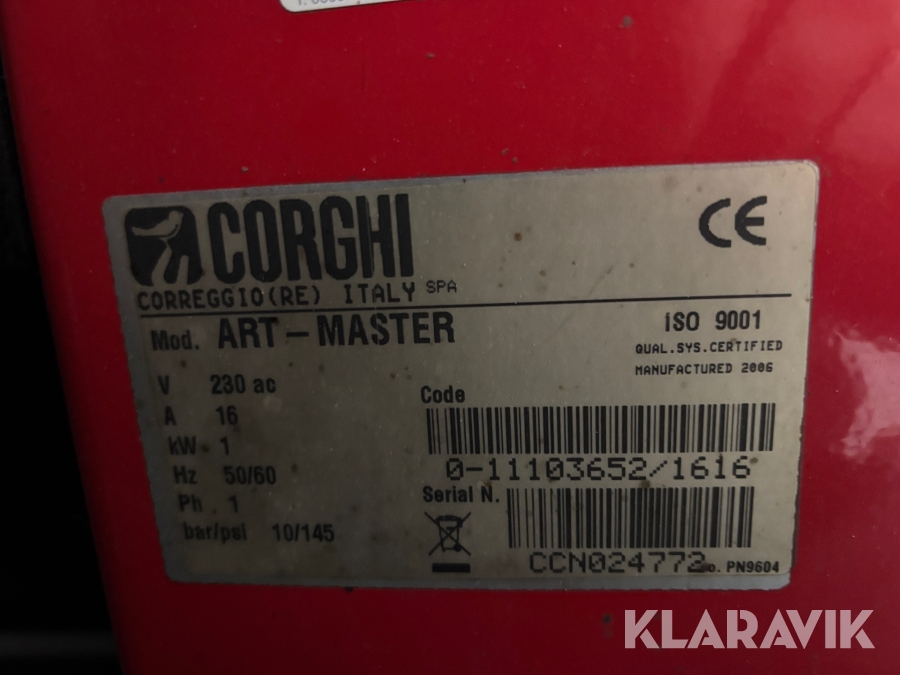 CORGHI
CORREGGIO(RE) ITALY SPA
Mod. ART-MASTER
ISO 9001
QUAL.SYS.CERTIFIED
MANUFACTURED 2006
V 230 ac
A 16
kW 1
Hz 50/60
Ph 1
bar/psi 10/145
Code
0-11103652/1616
Serial N.
CCN024772
PN9604
CE
KLARAVIK